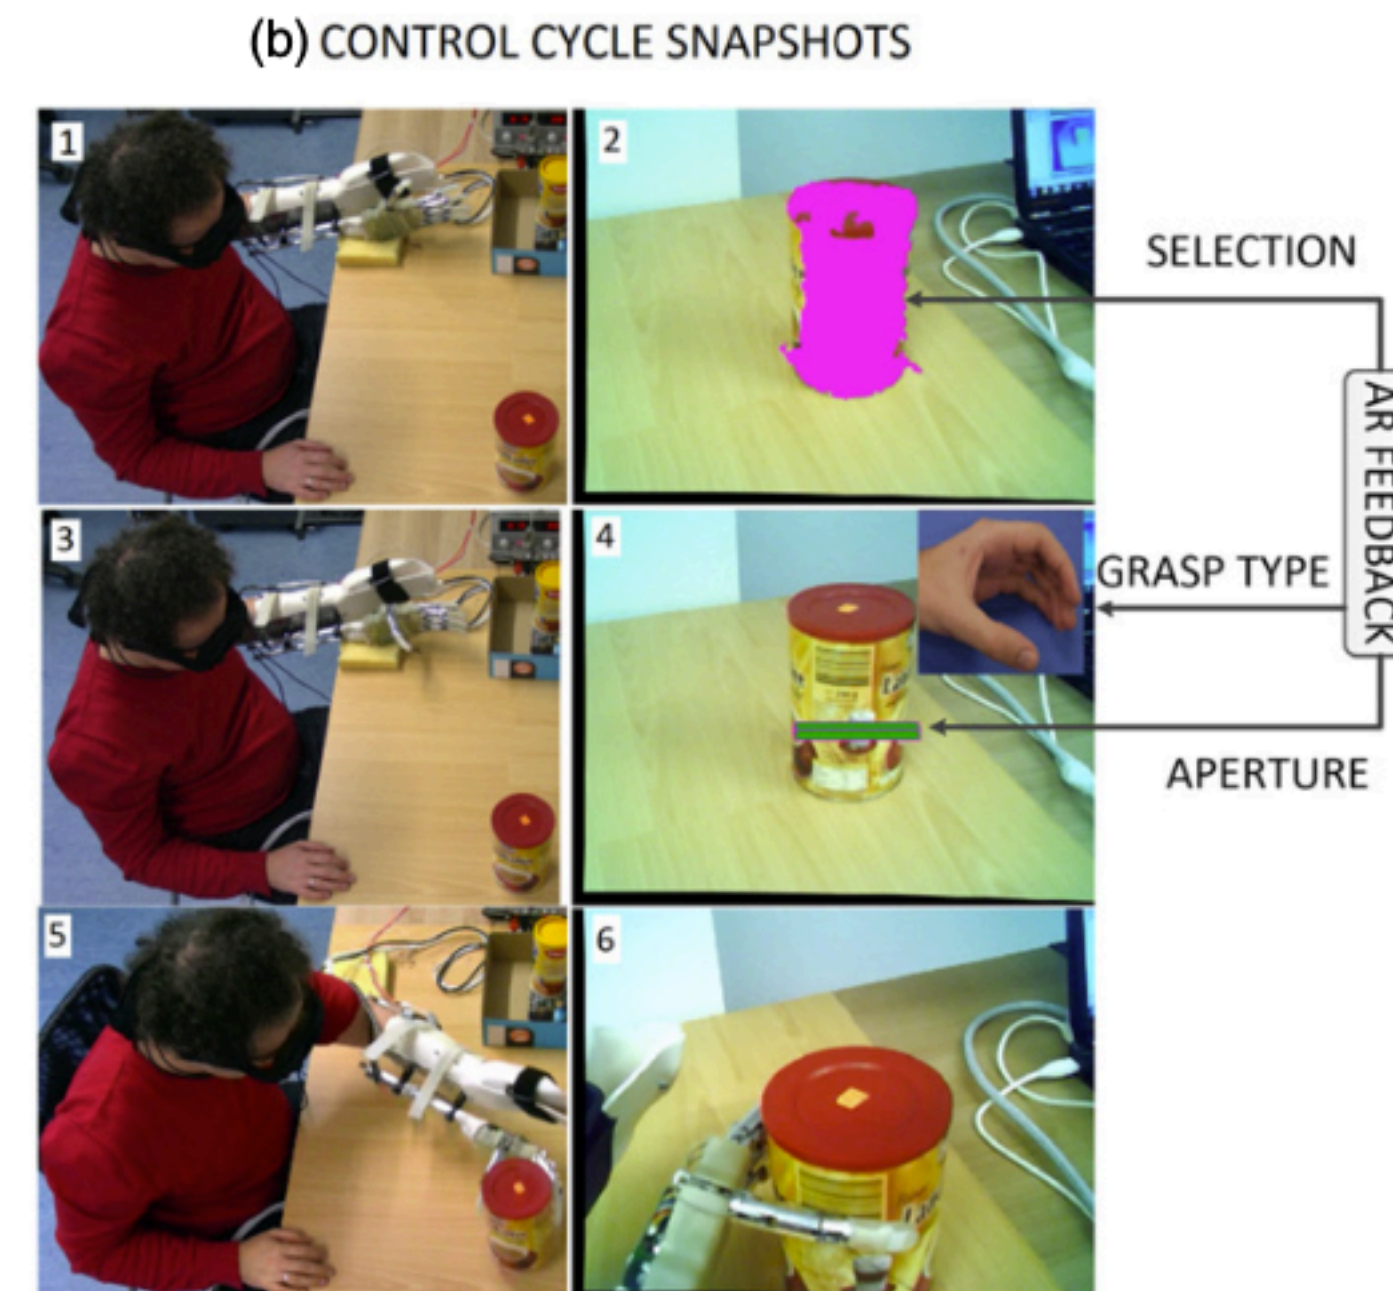 (b) CONTROL CYCLE SNAPSHOTS
1
2
SELECTION
AR FEEDBACK
3
4
GRASP TYPE
APERTURE
5
6